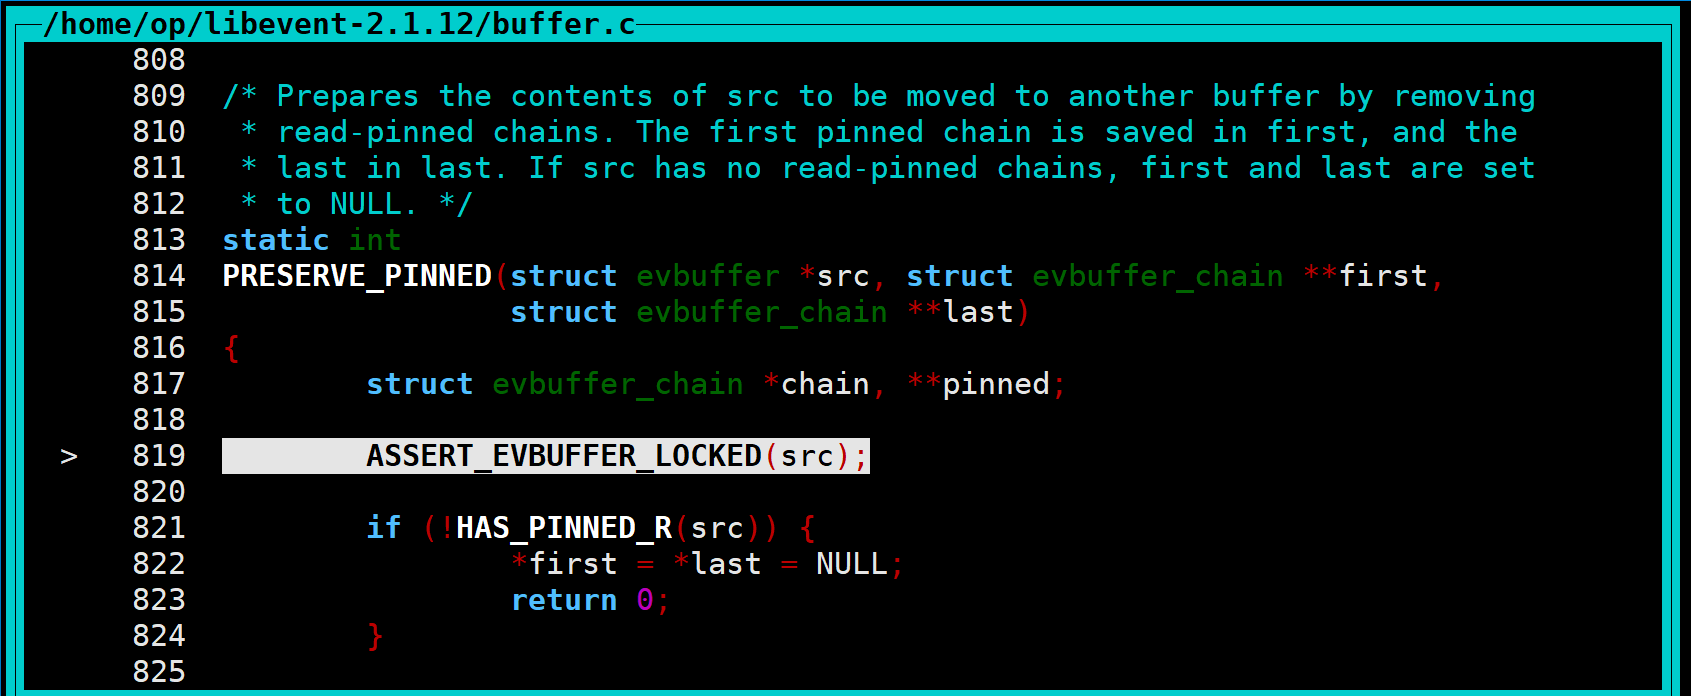 /home/op/libevent-2.1.12/buffer.c
808
809  /* Prepares the contents of src to be moved to another buffer by removing
810   * read-pinned chains. The first pinned chain is saved in first, and the
811   * last in last. If src has no read-pinned chains, first and last are set
812   * to NULL. */
813  static int
814  PRESERVE_PINNED(struct evbuffer *src, struct evbuffer_chain **first,
815                  struct evbuffer_chain **last)
816  {
817          struct evbuffer_chain *chain, **pinned;
818
> 819          ASSERT_EVBUFFER_LOCKED(src);
820
821          if (!HAS_PINNED_R(src)) {
822                  *first = *last = NULL;
823                  return 0;
824          }
825